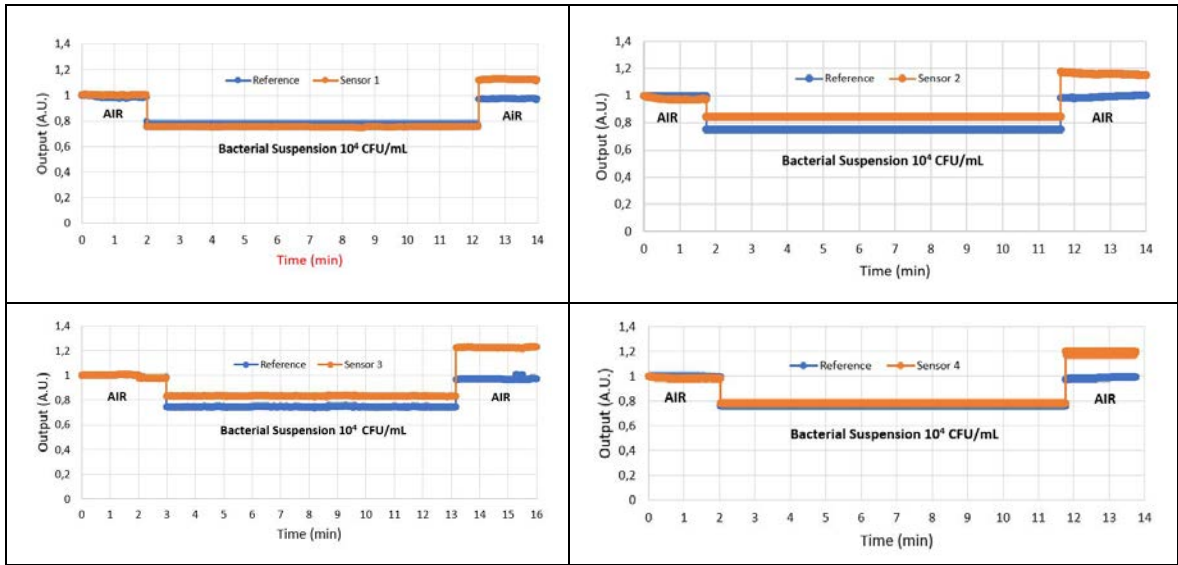 1,4
1,2
1
0,8
0,6
0,4
0,2
0
Output (A.U.)
Reference Sensor 1
AIR
AiR
Bacterial Suspension 10⁴ CFU/mL
0 1 2 3 4 5 6 7 8 9 10 11 12 13 14
Time (min)
1,4
1,2
1
0,8
0,6
0,4
0,2
0
Output (A.U.)
Reference Sensor 2
AIR
AIR
Bacterial Suspension 10⁴ CFU/mL
0 1 2 3 4 5 6 7 8 9 10 11 12 13 14
Time (min)
1,4
1,2
1
0,8
0,6
0,4
0,2
0
Output (A.U.)
Reference Sensor 3
AIR
AIR
Bacterial Suspension 10⁴ CFU/mL
0 1 2 3 4 5 6 7 8 9 10 11 12 13 14 15 16
Time (min)
1,4
1,2
1
0,8
0,6
0,4
0,2
0
Output (A.U.)
Reference Sensor 4
AIR
AIR
Bacterial Suspension 10⁴ CFU/mL
0 1 2 3 4 5 6 7 8 9 10 11 12 13 14
Time (min)